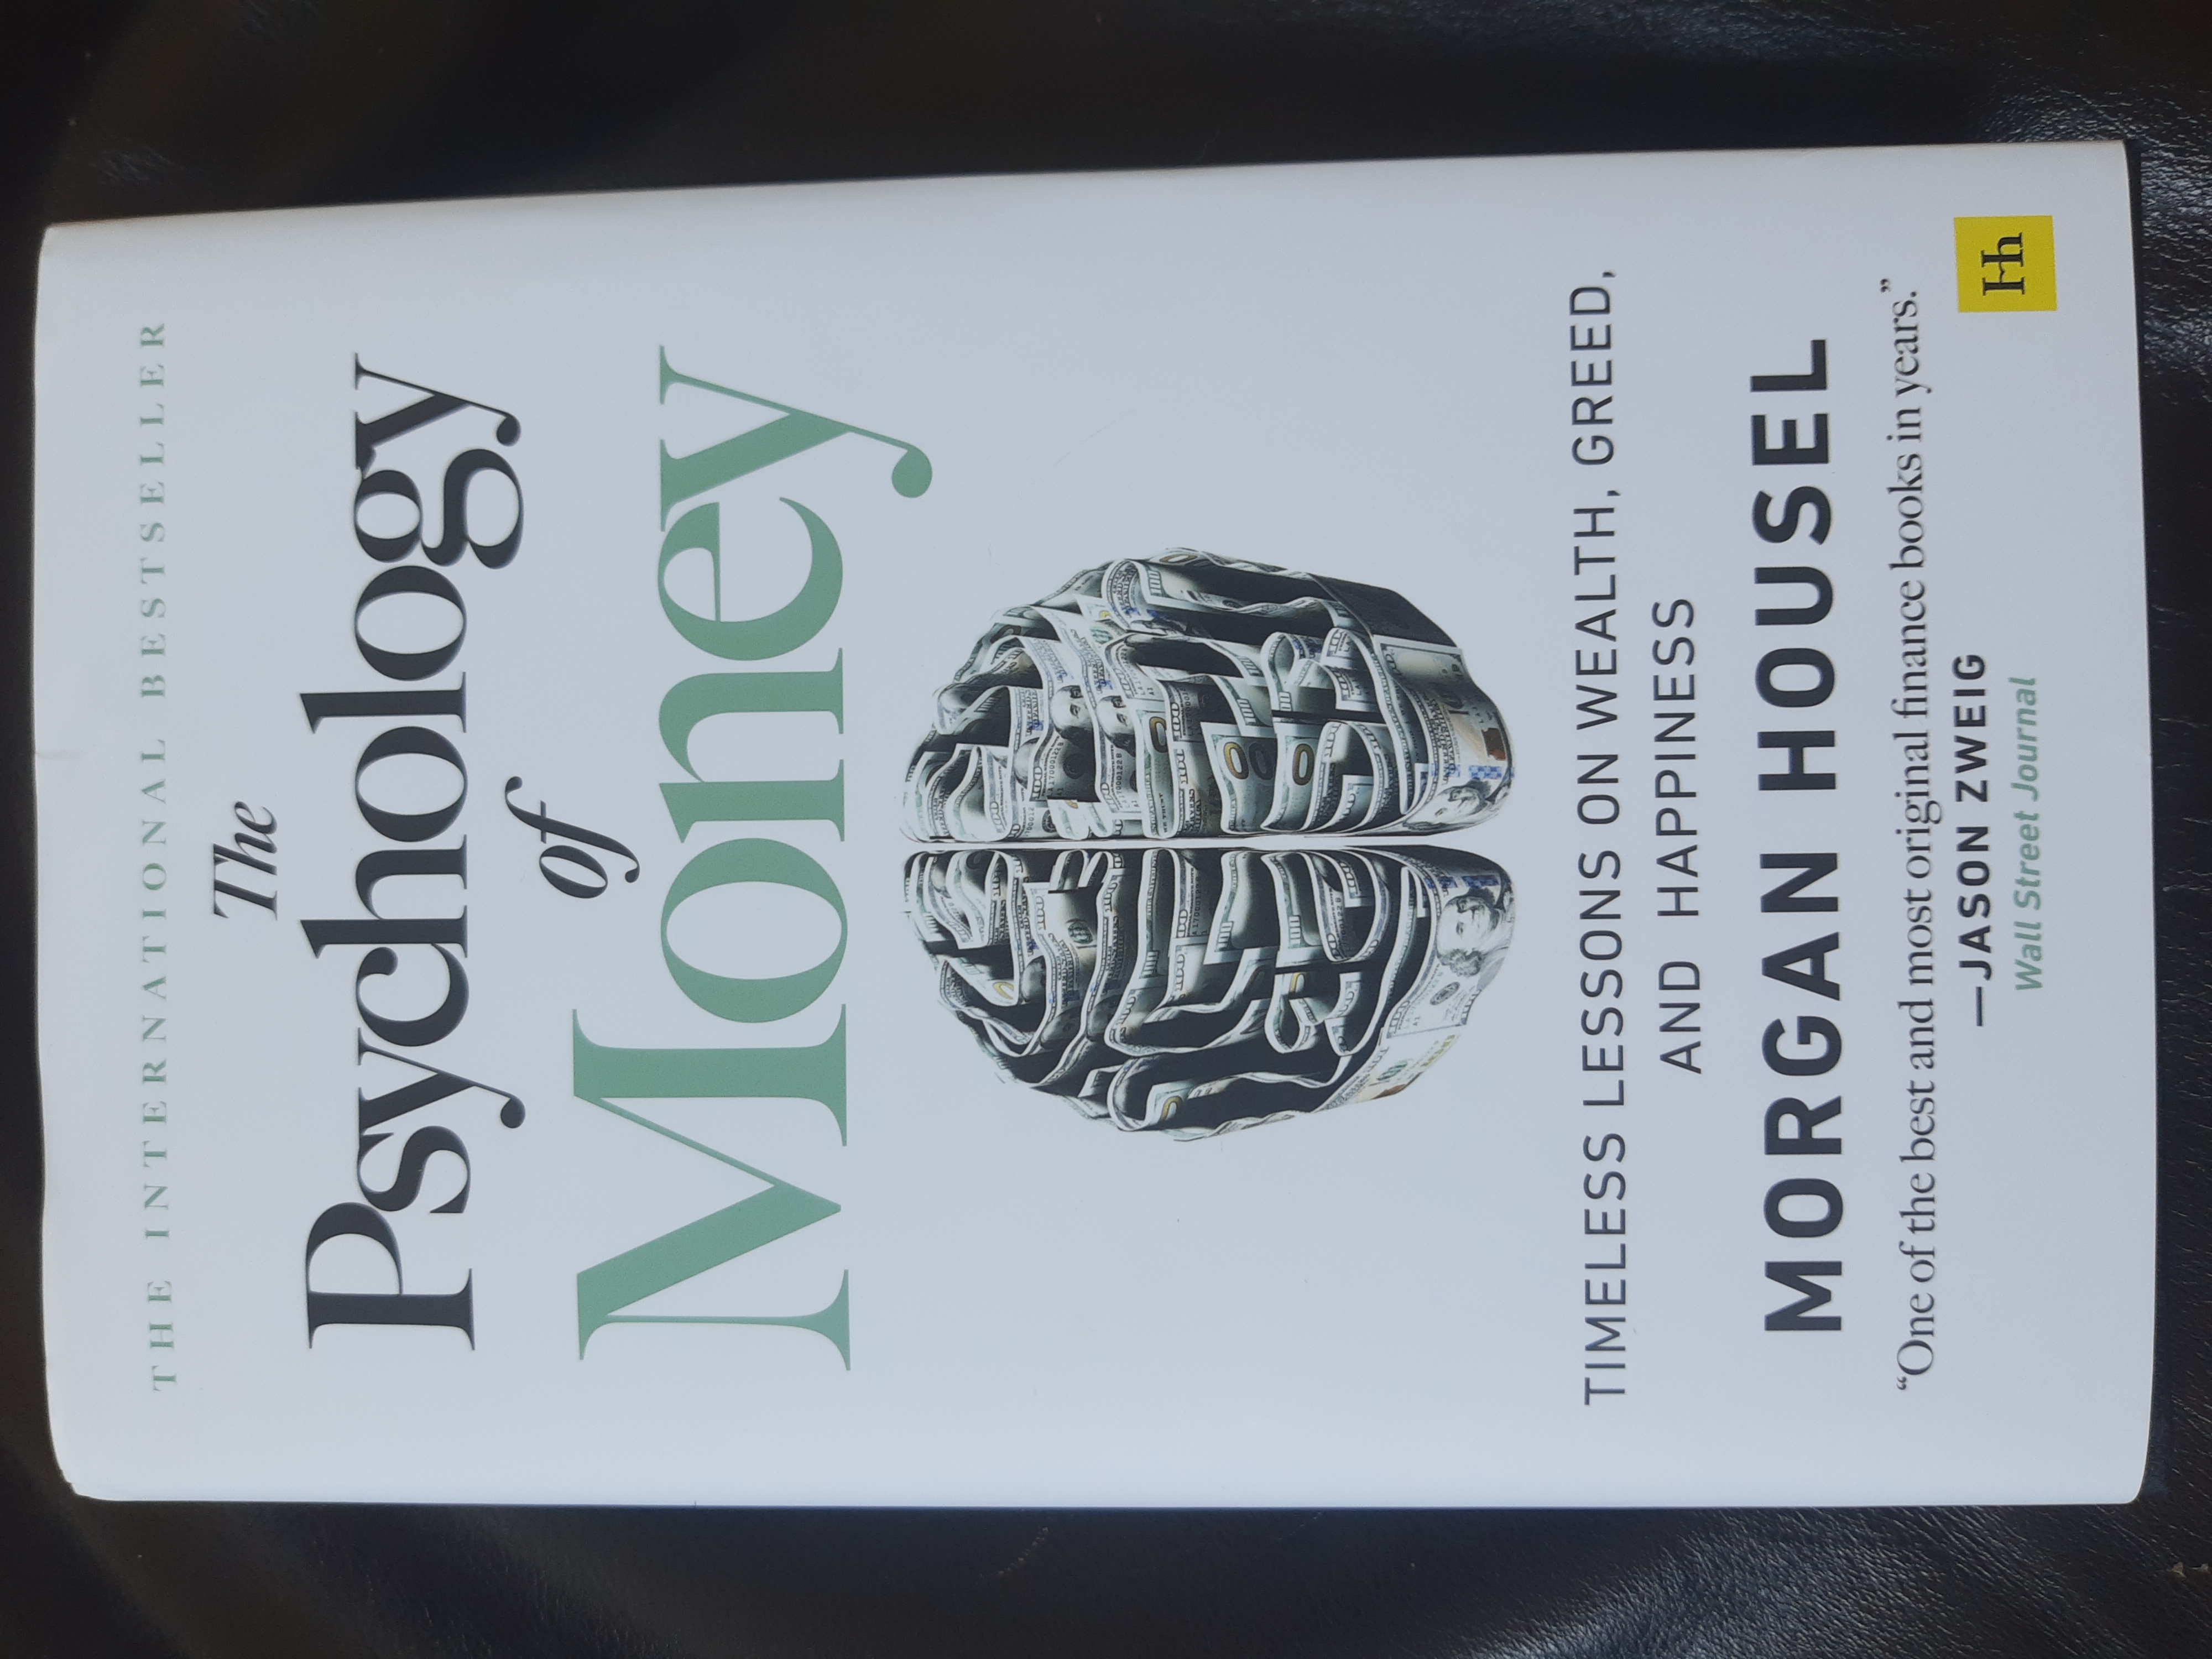 THE INTERNATIONAL BESTSELLER
The
Psychology
of
Money
TIMELESS LESSONS ON WEALTH, GREED,
AND HAPPINESS
MORGAN HOUSEL
“One of the best and most original finance books in years.”
—JASON ZWEIG
Wall Street Journal
Hh